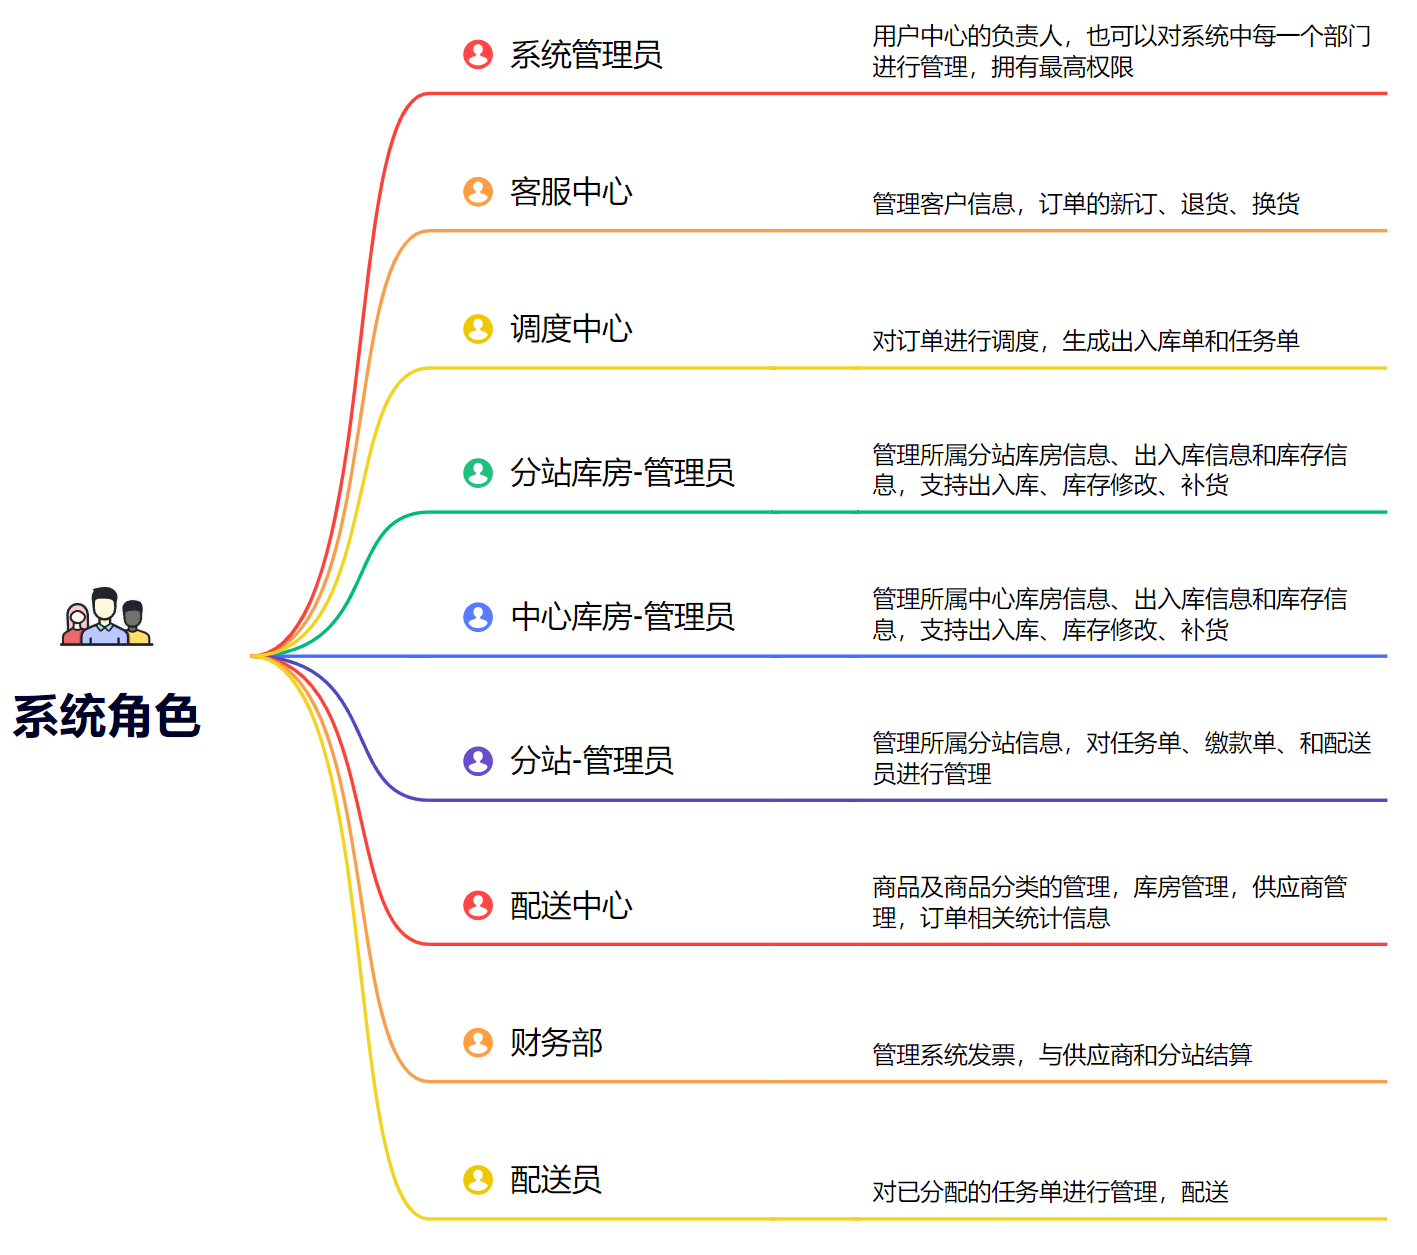 系统角色
系统管理员
用户中心的负责人，也可以对系统中每一个部门
进行管理，拥有最高权限
客服中心
管理客户信息，订单的新订、退货、换货
调度中心
对订单进行调度，生成出入库单和任务单
分站库房-管理员
管理所属分站库房信息、出入库信息和库存信
息，支持出入库、库存修改、补货
中心库房-管理员
管理所属中心库房信息、出入库信息和库存信
息，支持出入库、库存修改、补货
分站-管理员
管理所属分站信息，对任务单、缴款单、和配送
员进行管理
配送中心
商品及商品分类的管理，库房管理，供应商管
理，订单相关统计信息
财务部
管理系统发票，与供应商和分站结算
配送员
对已分配的任务单进行管理，配送